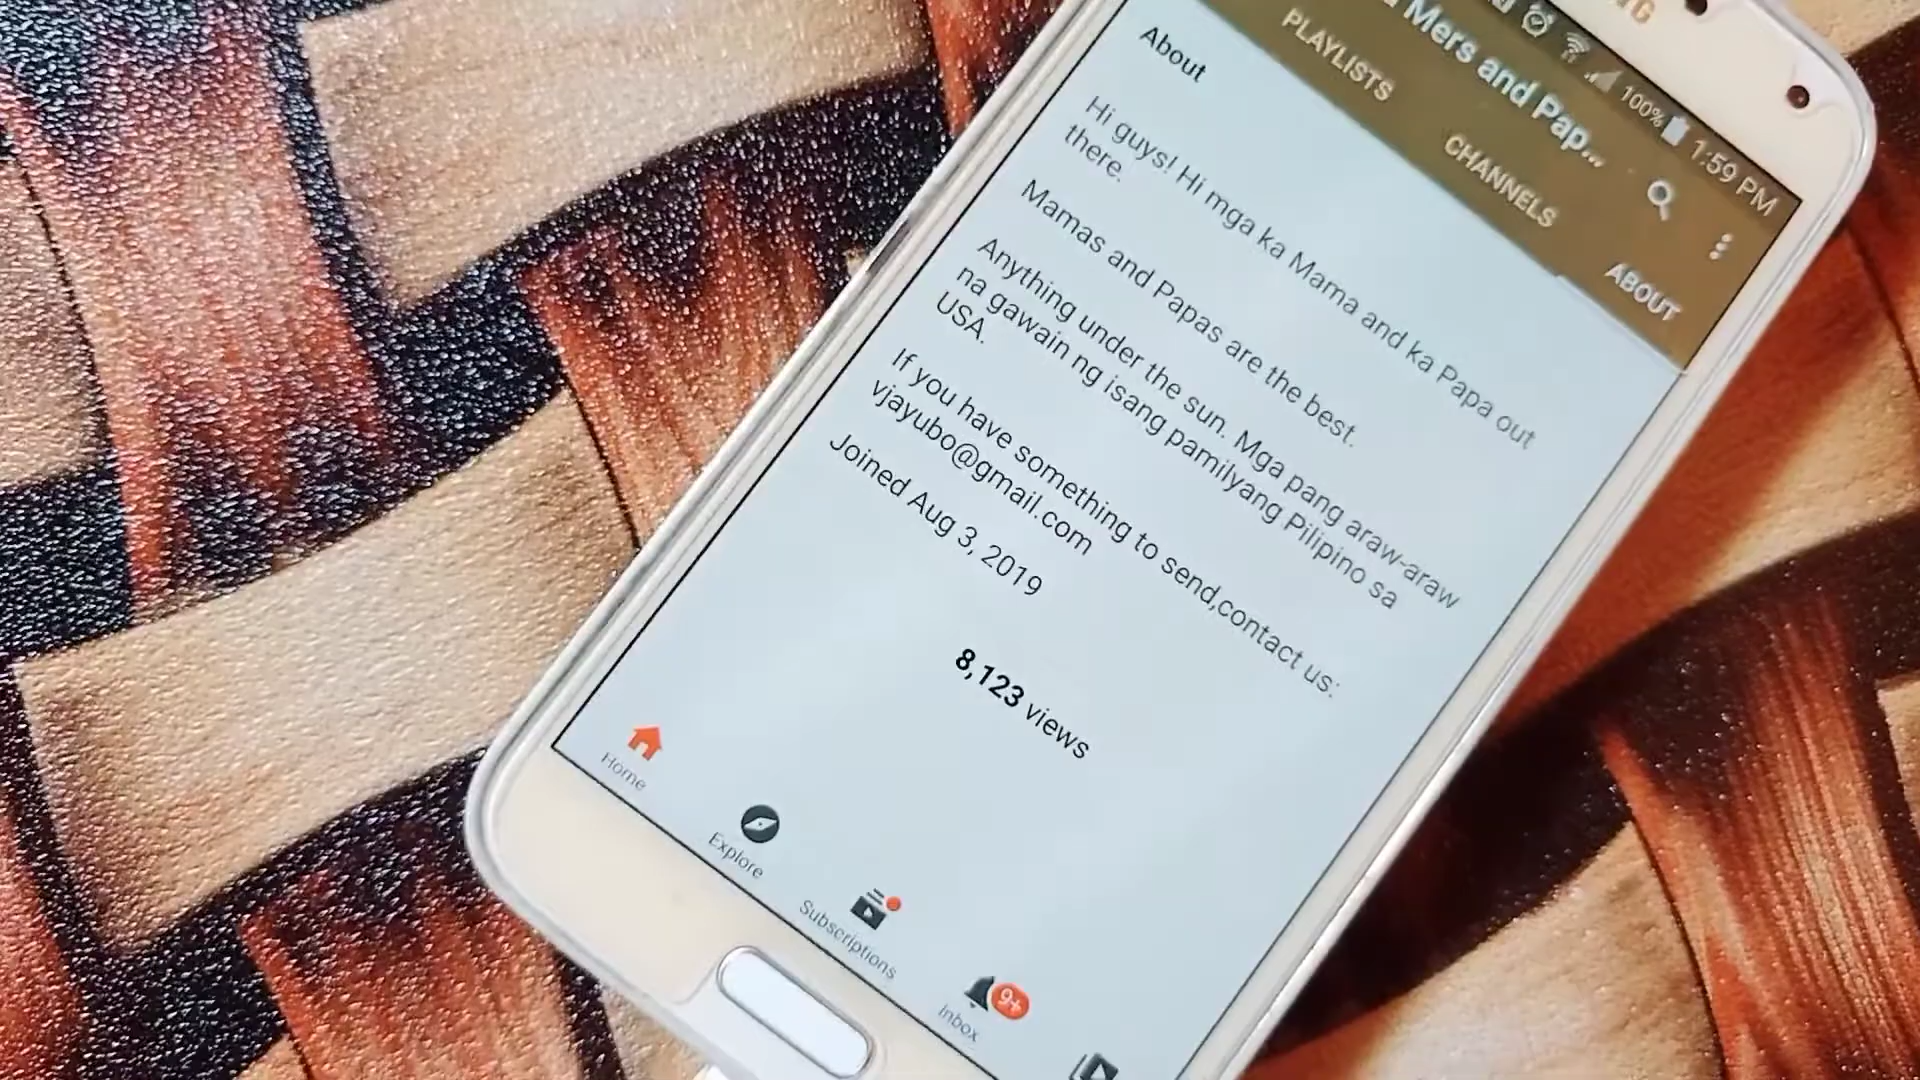 100% 1:59 PM
Mers and Pap...
PLAYLISTS CHANNELS ABOUT
About
Hi guys! Hi mga ka Mama and ka Papa out
there.
Mamas and Papas are the best.
Anything under the sun. Mga pang araw-araw
na gawain ng isang pamilyang Pilipino sa
USA.
If you have something to send,contact us:
vjayubo@gmail.com
Joined Aug 3, 2019
8,123 views
Home
Explore
Subscriptions
9+
Inbox